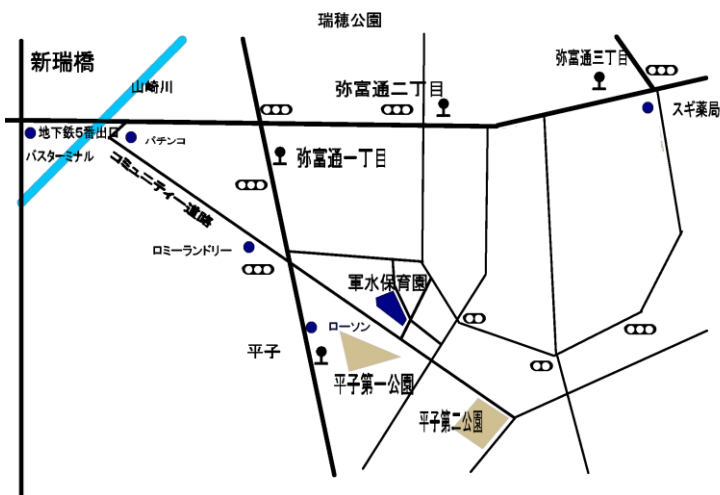 瑞穂公園
新瑞橋
弥富通三丁目
山崎川
弥富通二丁目
スギ薬局
地下鉄5番出口
パチンコ
バスターミナル
弥富通一丁目
コミュニティー道路
ロミーランドリー
軍水保育園
ローソン
平子
平子第一公園
平子第二公園